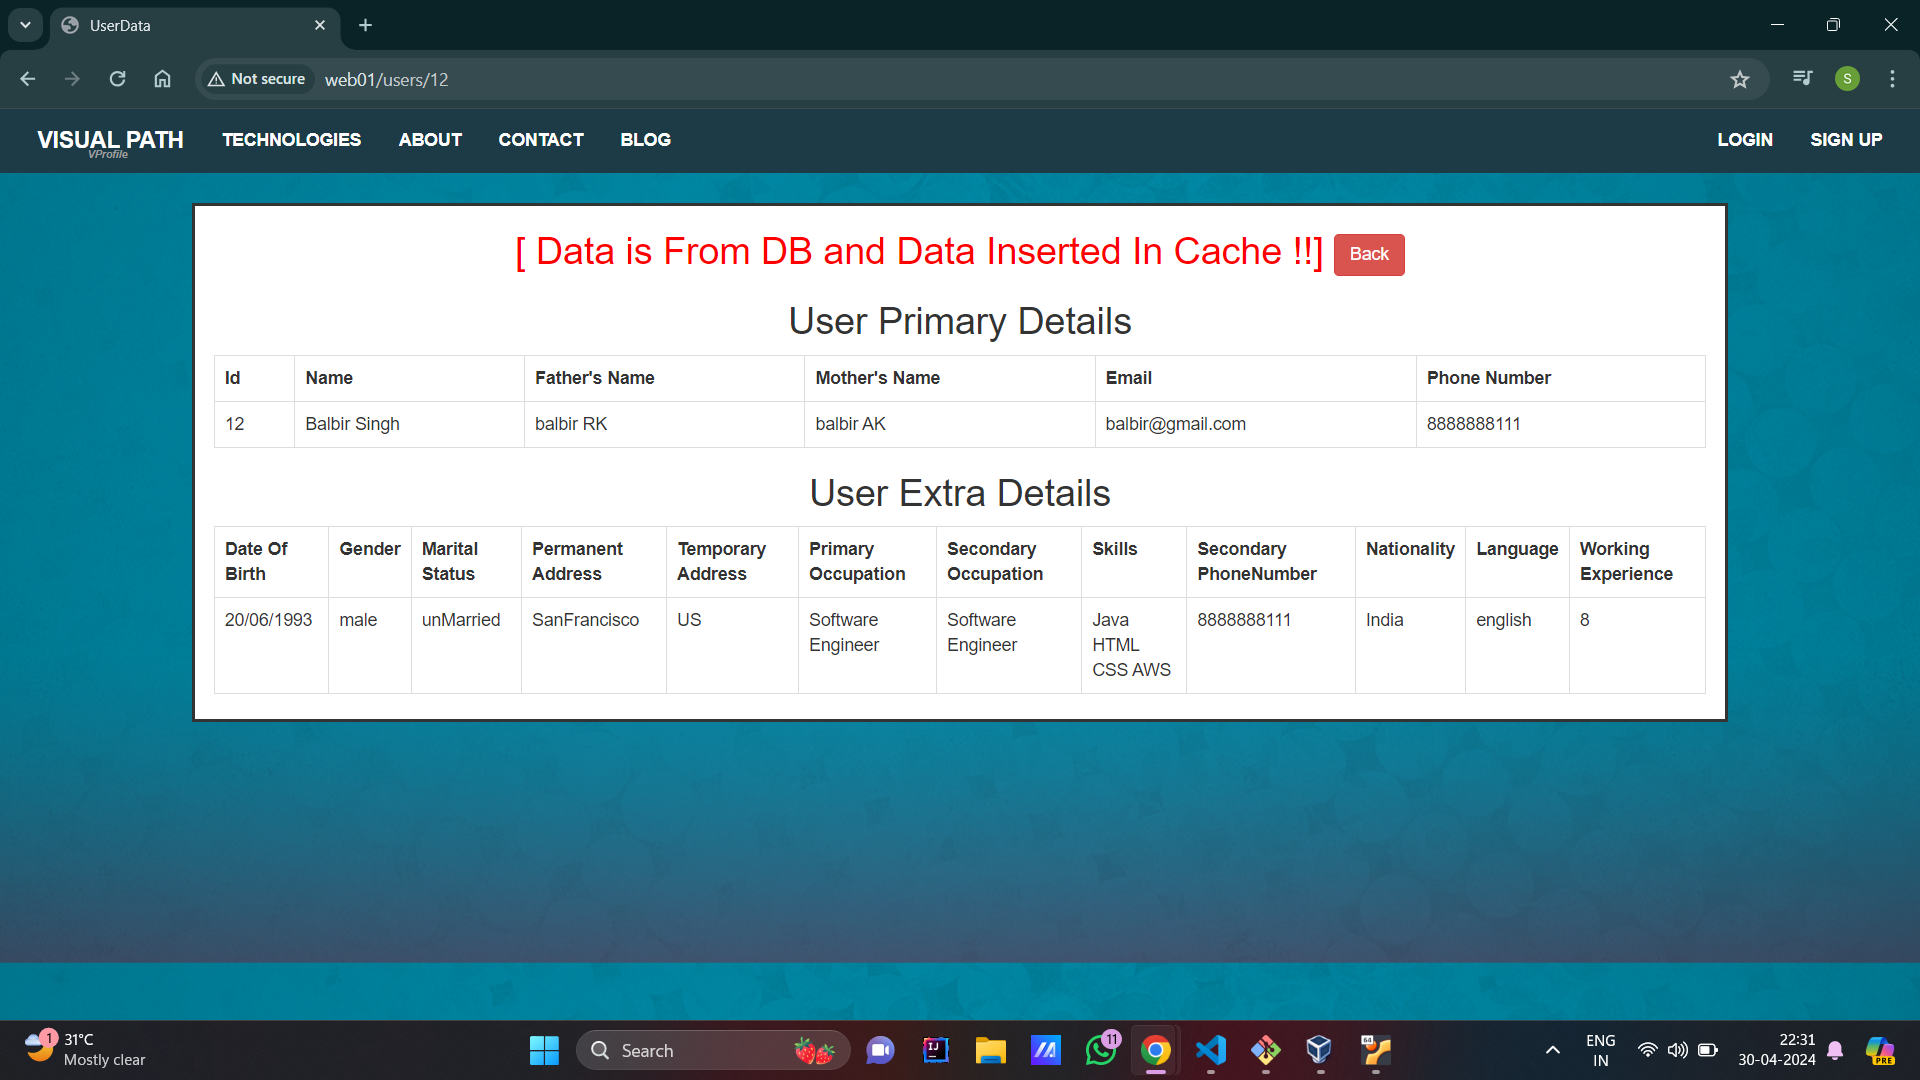 UserData
Not secure
web01/users/12
S
VISUAL PATH
VProfile
TECHNOLOGIES
ABOUT
CONTACT
BLOG
LOGIN
SIGN UP
[ Data is From DB and Data Inserted In Cache !!]
Back
User Primary Details
Id Name Father's Name Mother's Name Email Phone Number
12 Balbir Singh balbir RK balbir AK balbir@gmail.com 8888888111
User Extra Details
Date Of Gender Marital Permanent Temporary Primary Secondary Skills Secondary Nationality Language Working
Birth Status Address Address Occupation Occupation PhoneNumber Experience
20/06/1993 male unMarried SanFrancisco US Software Software Java 8888888111 India english 8
Engineer Engineer HTML
CSS AWS
1
31°C
Mostly clear
Search
IJ
11
64
ENG
IN
22:31
30-04-2024
PRE